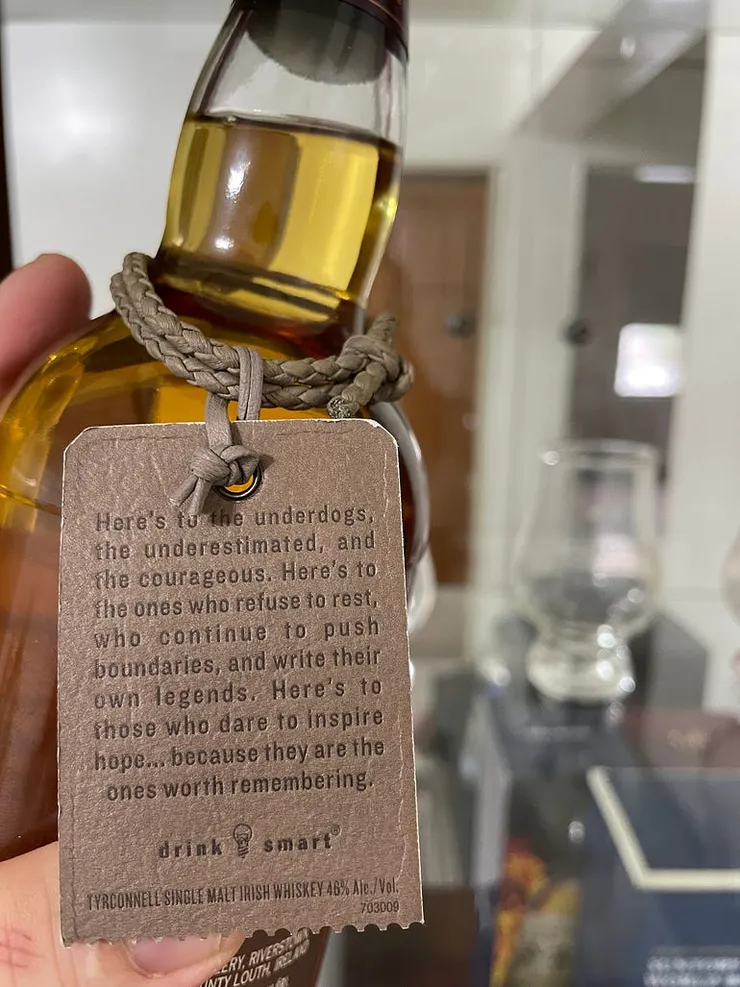 Here's to the underdogs,
the underestimated, and
the courageous. Here's to
the ones who refuse to rest,
who continue to push
boundaries, and write their
own legends. Here's to
those who dare to inspire
hope... because they are the
ones worth remembering.
drink smart®
TYRCONNELL SINGLE MALT IRISH WHISKEY 46% Alc./Vol.
703009
LOUTH, IRELAND